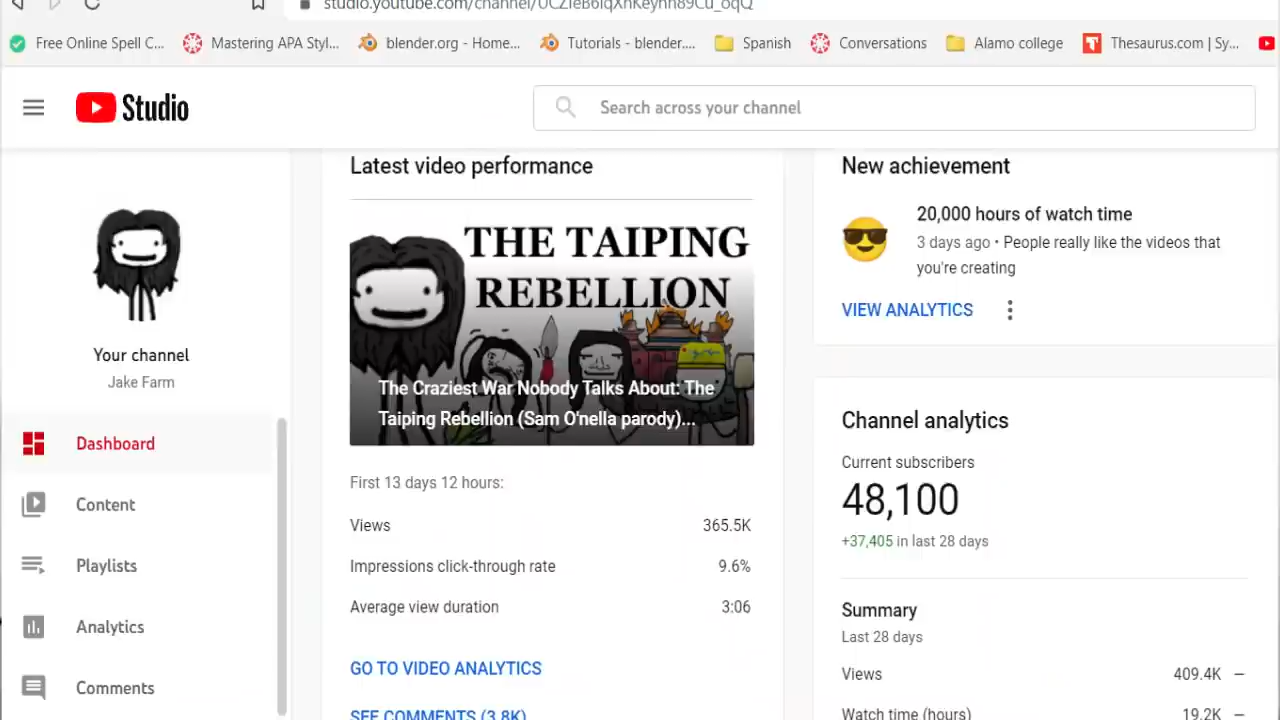 Free Online Spell C...
Mastering APA Styl...
blender.org - Home...
Tutorials - blender....
Spanish
Conversations
Alamo college
Thesaurus.com | Sy...
Studio
Search across your channel
Your channel
Jake Farm
Dashboard
Content
Playlists
Analytics
Comments
Latest video performance
THE TAIPING
REBELLION
The Craziest War Nobody Talks About: The
Taiping Rebellion (Sam O'nella parody)...
First 13 days 12 hours:
Views 365.5K
Impressions click-through rate 9.6%
Average view duration 3:06
GO TO VIDEO ANALYTICS
SEE COMMENTS (3.8K)
New achievement
20,000 hours of watch time
3 days ago • People really like the videos that
you're creating
VIEW ANALYTICS
Channel analytics
Current subscribers
48,100
+37,405 in last 28 days
Summary
Last 28 days
Views 409.4K —
Watch time (hours) 19.2K —